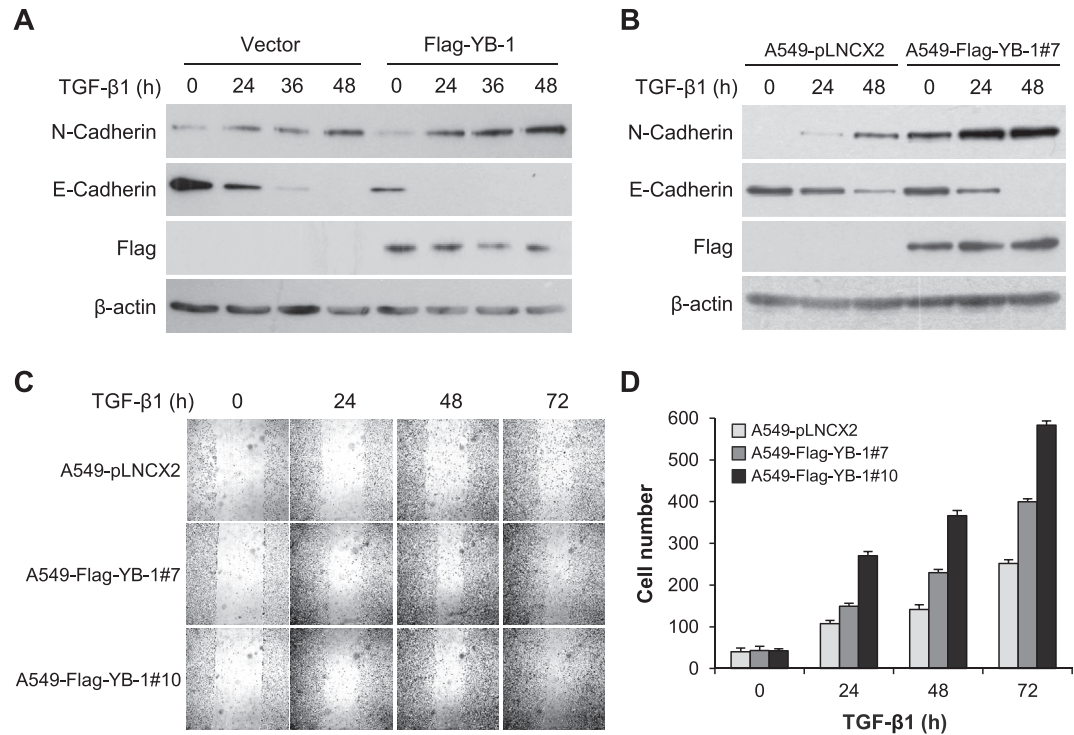 A
Vector Flag-YB-1
TGF-β1 (h) 0 24 36 48 0 24 36 48
N-Cadherin
E-Cadherin
Flag
β-actin
B
A549-pLNCX2 A549-Flag-YB-1#7
TGF-β1 (h) 0 24 48 0 24 48
N-Cadherin
E-Cadherin
Flag
β-actin
C
TGF-β1 (h) 0 24 48 72
A549-pLNCX2
A549-Flag-YB-1#7
A549-Flag-YB-1#10
D
600
500
400
300
200
100
0
Cell number
A549-pLNCX2
A549-Flag-YB-1#7
A549-Flag-YB-1#10
0 24 48 72
TGF-β1 (h)